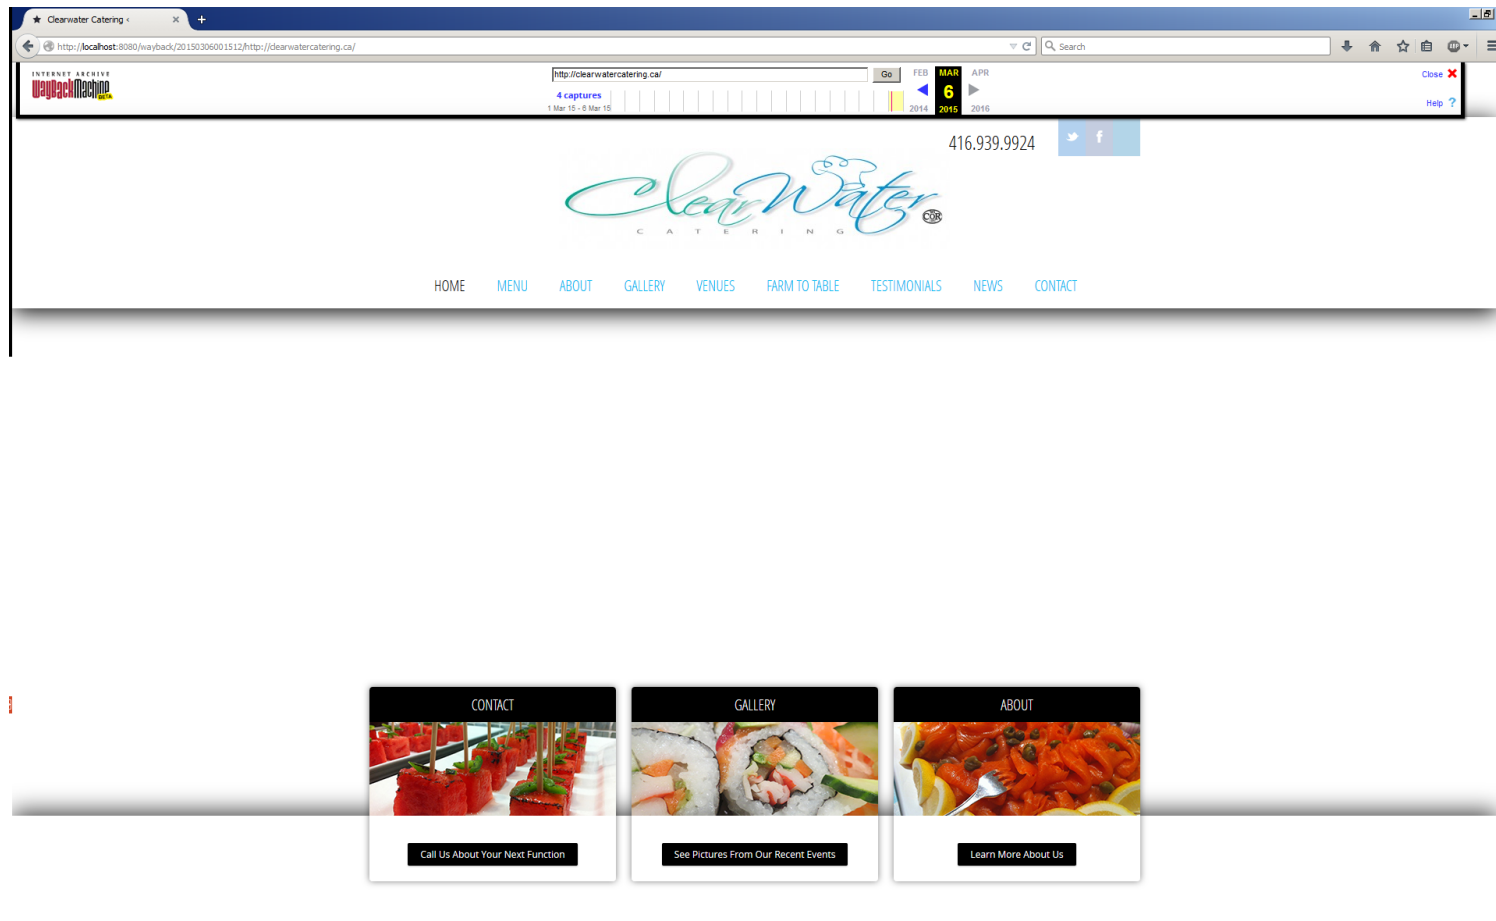 Clearwater Catering <
http://localhost:8080/wayback/20150306001512/http://clearwatercatering.ca/
Search
INTERNET ARCHIVE
WayBackMachine
BETA
http://clearwatercatering.ca/
Go
FEB MAR APR
Close
4 captures
6
1 Mar 15 - 6 Mar 15
2014 2015 2016
Help ?
416.939.9924
ClearWater
CATERING
COR
HOME MENU ABOUT GALLERY VENUES FARM TO TABLE TESTIMONIALS NEWS CONTACT
CONTACT
GALLERY
ABOUT
Call Us About Your Next Function
See Pictures From Our Recent Events
Learn More About Us